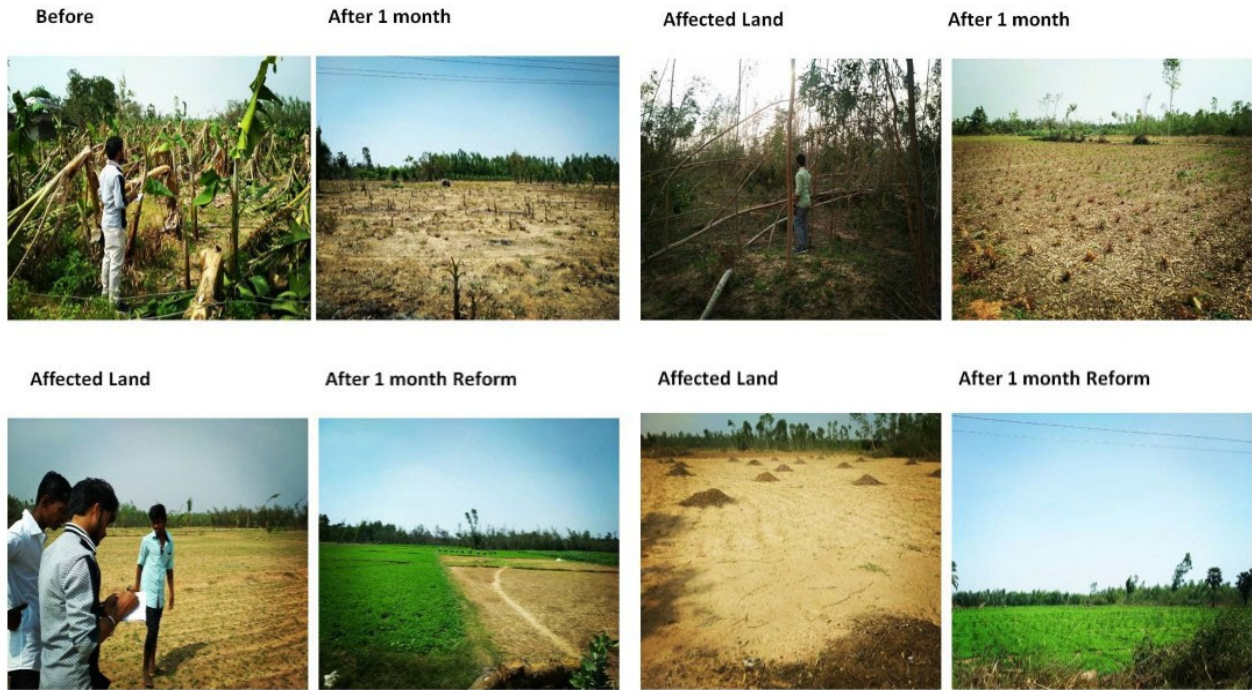 Before
After 1 month
Affected Land
After 1 month
Affected Land
After 1 month Reform
Affected Land
After 1 month Reform